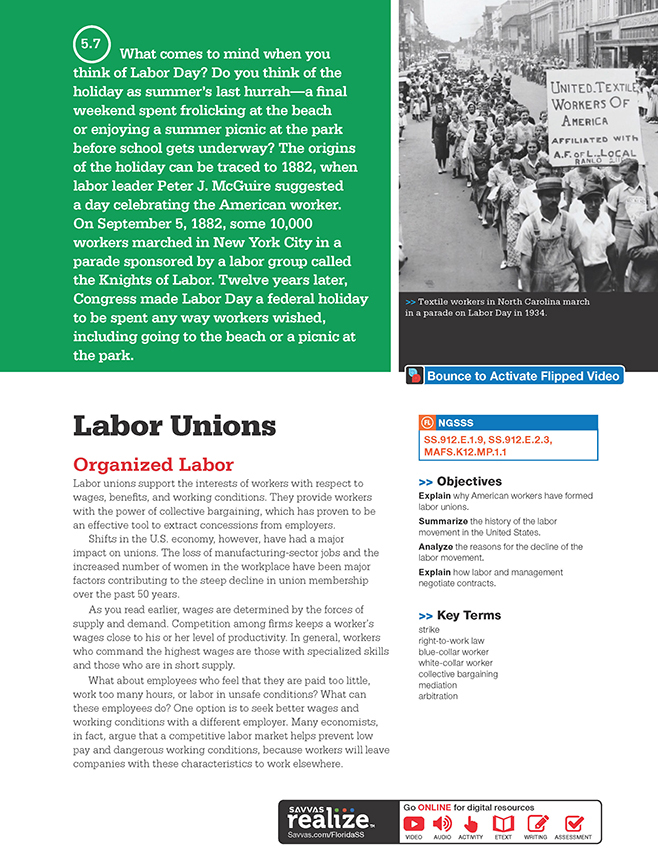 5.7
What comes to mind when you
think of Labor Day? Do you think of the
holiday as summer's last hurrah—a final
weekend spent frolicking at the beach
or enjoying a summer picnic at the park
before school gets underway? The origins
of the holiday can be traced to 1882, when
labor leader Peter J. McGuire suggested
a day celebrating the American worker.
On September 5, 1882, some 10,000
workers marched in New York City in a
parade sponsored by a labor group called
the Knights of Labor. Twelve years later,
Congress made Labor Day a federal holiday
to be spent any way workers wished,
including going to the beach or a picnic at
the park.
UNITED. TEXTILE
WORKERS OF
AMERICA
AFFILIATED WITH
A.F. OF L. LOCAL
>> Textile workers in North Carolina march
in a parade on Labor Day in 1934.
Bounce to Activate Flipped Video
Labor Unions
Organized Labor
Labor unions support the interests of workers with respect to
wages, benefits, and working conditions. They provide workers
with the power of collective bargaining, which has proven to be
an effective tool to extract concessions from employers.
Shifts in the U.S. economy, however, have had a major
impact on unions. The loss of manufacturing-sector jobs and the
increased number of women in the workplace have been major
factors contributing to the steep decline in union membership
over the past 50 years.
As you read earlier, wages are determined by the forces of
supply and demand. Competition among firms keeps a worker's
wages close to his or her level of productivity. In general, workers
who command the highest wages are those with specialized skills
and those who are in short supply.
What about employees who feel that they are paid too little,
work too many hours, or labor in unsafe conditions? What can
these employees do? One option is to seek better wages and
working conditions with a different employer. Many economists,
in fact, argue that a competitive labor market helps prevent low
pay and dangerous working conditions, because workers will leave
companies with these characteristics to work elsewhere.
FL NGSSS
SS.912.E.1.9, SS.912.E.2.3,
MAFS.K12.MP.1.1
>> Objectives
Explain why American workers have formed
labor unions.
Summarize the history of the labor
movement in the United States.
Analyze the reasons for the decline of the
labor movement.
Explain how labor and management
negotiate contracts.
>> Key Terms
strike
right-to-work law
blue-collar worker
white-collar worker
collective bargaining
mediation
arbitration
SAVVAS
realize™
Savvas.com/FloridaSS
Go ONLINE for digital resources
VIDEO AUDIO ACTIVITY ETEXT WRITING ASSESSMENT